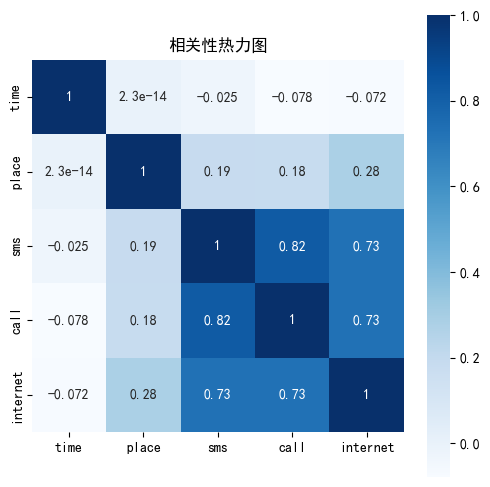 相关性热力图
1.0
time 1 2.3e-14 -0.025 -0.078 -0.072
0.8
place 2.3e-14 1 0.19 0.18 0.28
0.6
sms -0.025 0.19 1 0.82 0.73
0.4
call -0.078 0.18 0.82 1 0.73
0.2
internet -0.072 0.28 0.73 0.73 1
0.0
time place sms call internet